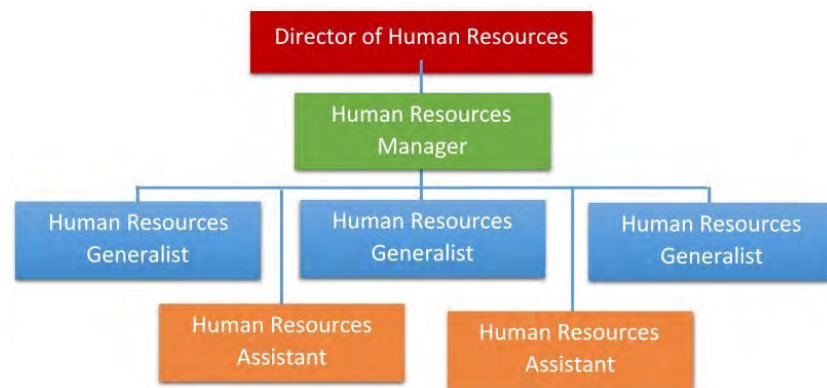 Director of Human Resources
Human Resources
Manager
Human Resources
Generalist
Human Resources
Generalist
Human Resources
Generalist
Human Resources
Assistant
Human Resources
Assistant